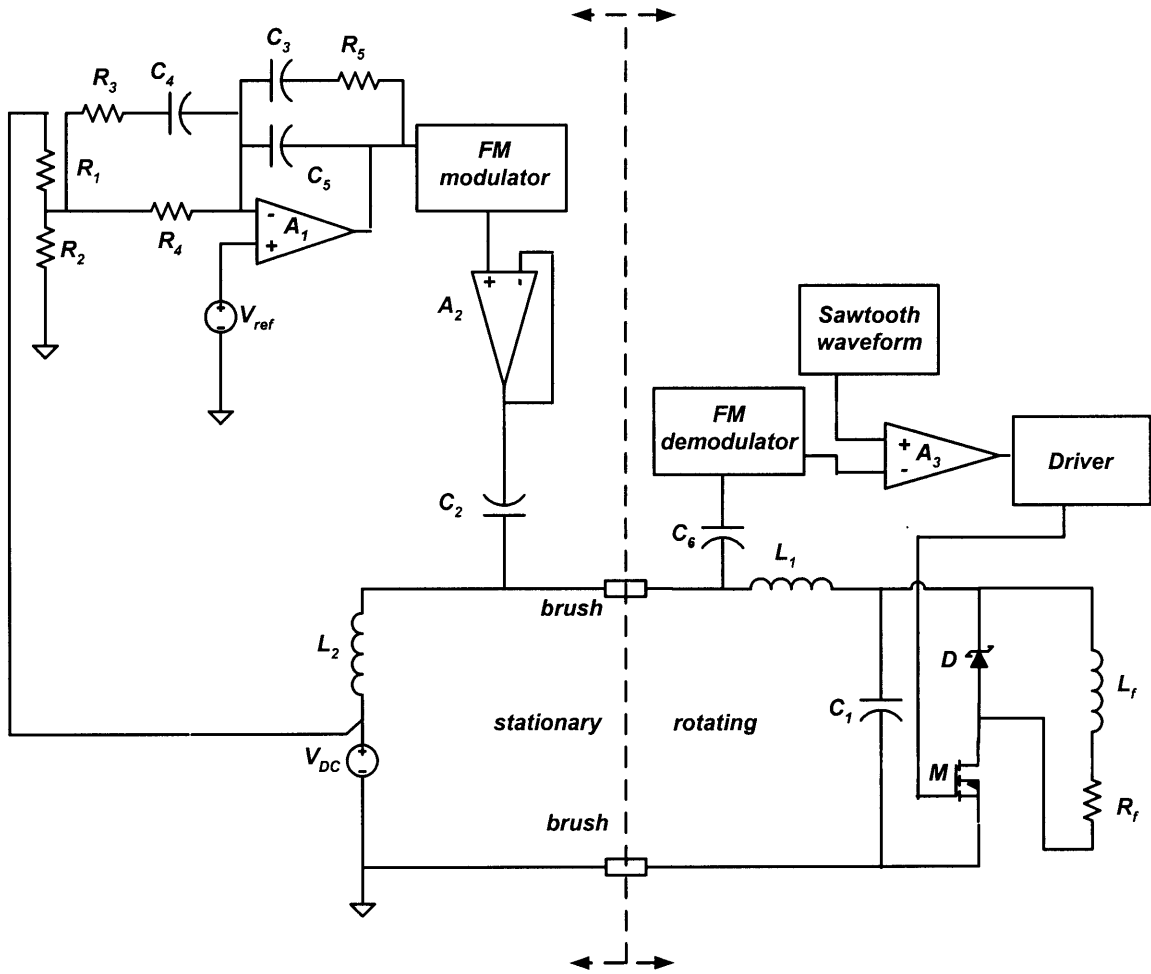 C3
R5
R3
C4
FM
modulator
R1
C5
A1
-
+
R4
R2
+
-
Vref
+
-
A2
Sawtooth
waveform
FM
demodulator
+
-
A3
Driver
C2
C6
L1
brush
L2
D
Lf
stationary
rotating
C1
VDC
+
-
M
Rf
brush